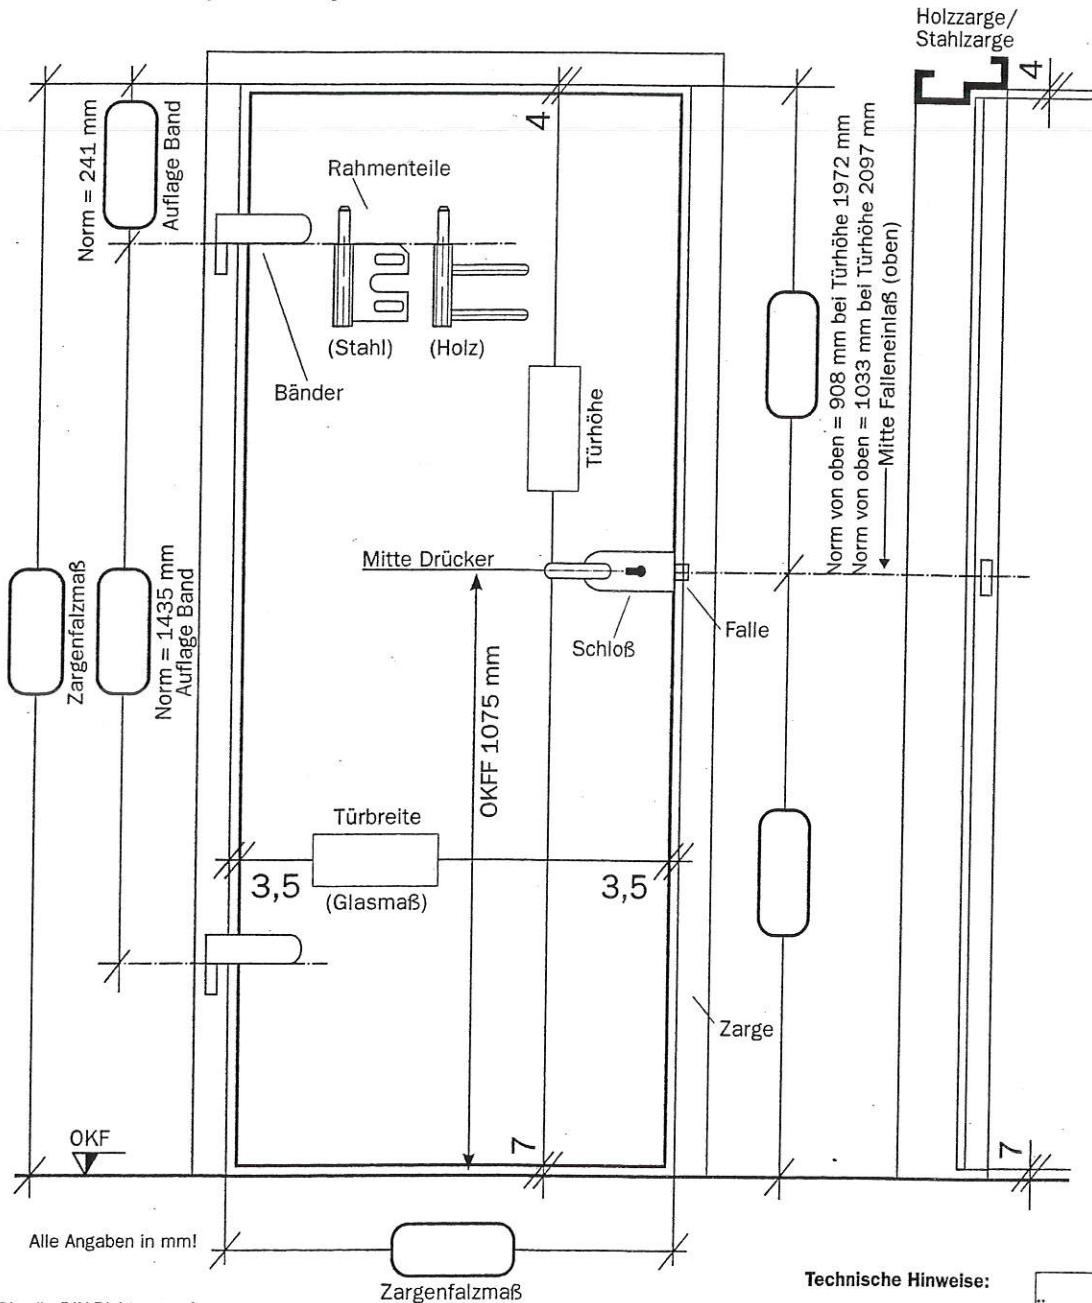 Holzzarge/
Stahlzarge
4
4
Norm = 241 mm
Auflage Band
Rahmenteile
(Stahl)
(Holz)
Bänder
Türhöhe
Norm von oben = 908 mm bei Türhöhe 1972 mm
Norm von oben = 1033 mm bei Türhöhe 2097 mm
Mitte Falleneinlaß (oben)
Mitte Drücker
Zargenfalzmaß
Norm = 1435 mm
Auflage Band
Schloß
Falle
OKFF 1075 mm
Türbreite
3,5
(Glasmaß)
3,5
Zarge
OKF
7
7
Alle Angaben in mm!
Zargenfalzmaß
Technische Hinweise: